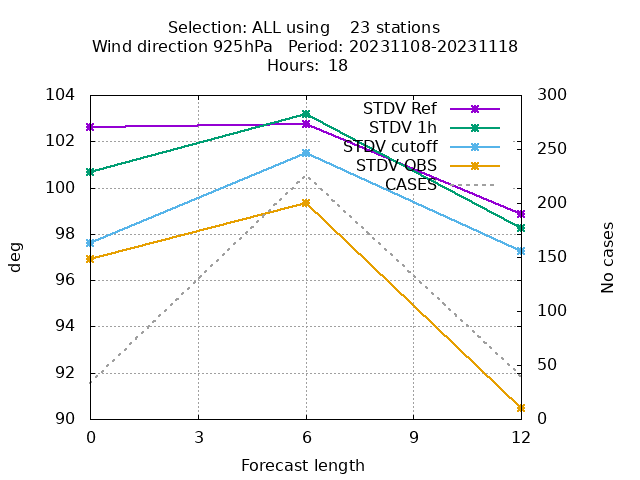 Selection: ALL using    23 stations
Wind direction 925hPa   Period: 20231108-20231118
Hours:  18
104
102
100
98
96
94
92
90
300
250
200
150
100
50
0
STDV Ref
STDV 1h
STDV cutoff
STDV OBS
CASES
deg
No cases
0 3 6 9 12
Forecast length